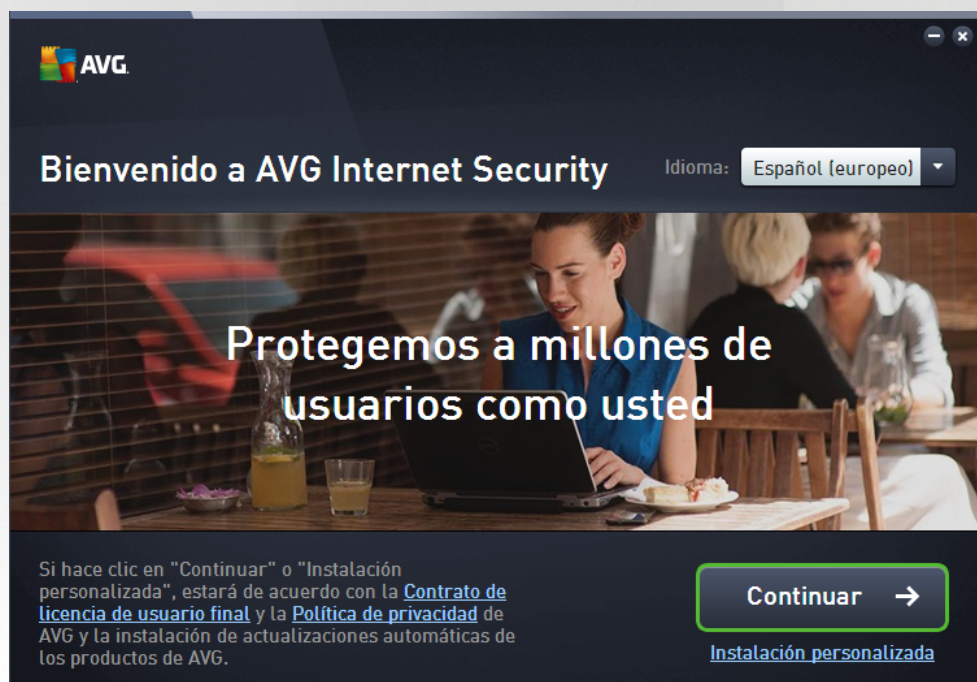 AVG.
Bienvenido a AVG Internet Security
Idioma:
Español (europeo)
Protegemos a millones de
usuarios como usted
Si hace clic en "Continuar" o "Instalación
personalizada", estará de acuerdo con la Contrato de
licencia de usuario final y la Política de privacidad de
AVG y la instalación de actualizaciones automáticas de
los productos de AVG.
Continuar →
Instalación personalizada